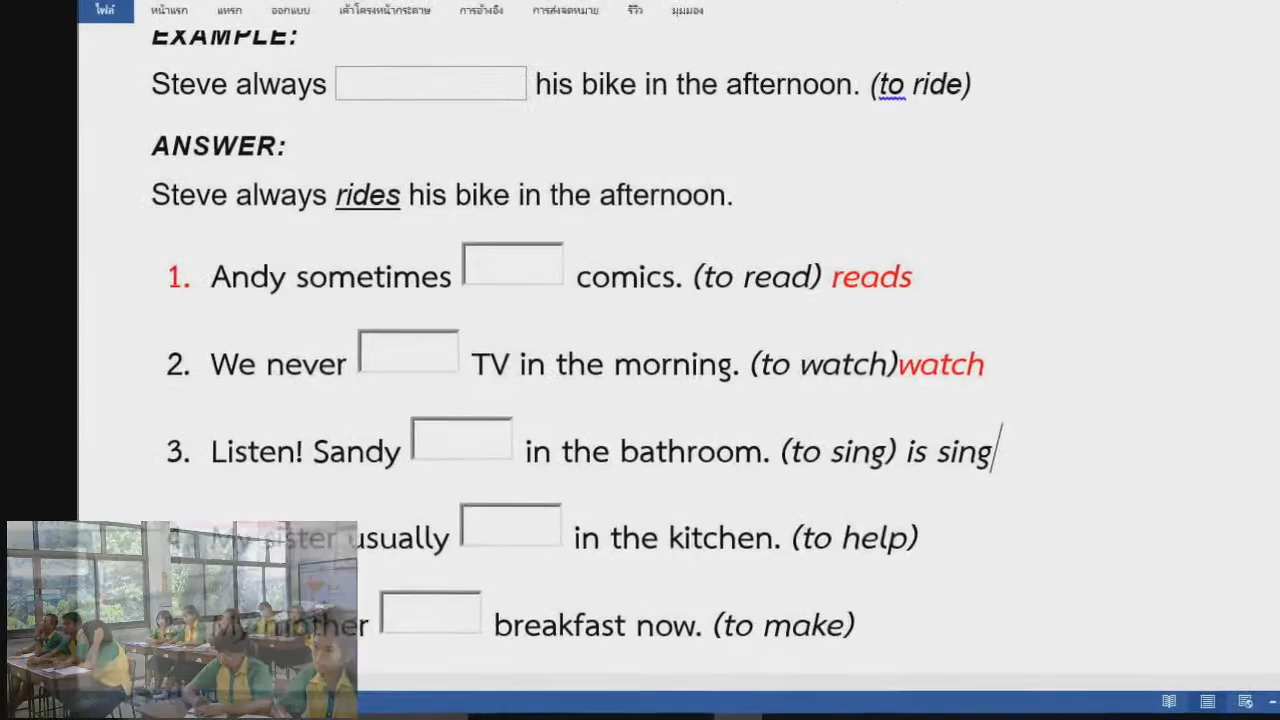 ไฟล์ หน้าแรก แทรก ออกแบบ เค้าโครงหน้ากระดาษ การอ้างอิง การส่งจดหมาย รีวิว มุมมอง
EXAMPLE:
Steve always his bike in the afternoon. (to ride)
ANSWER:
Steve always rides his bike in the afternoon.
1. Andy sometimes comics. (to read) reads
2. We never TV in the morning. (to watch)watch
3. Listen! Sandy in the bathroom. (to sing) is sing
4. My sister usually in the kitchen. (to help)
My mother breakfast now. (to make)